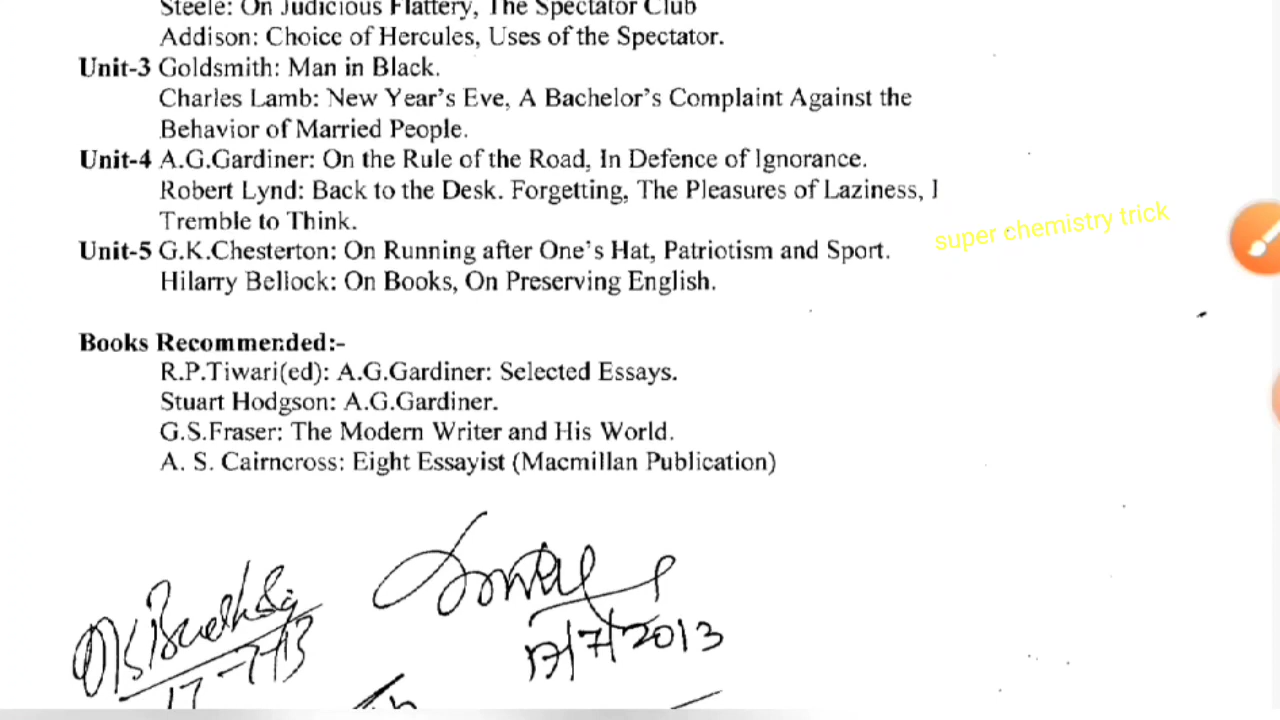 Steele: On Judicious Flattery, The Spectator Club
Addison: Choice of Hercules, Uses of the Spectator.
Unit-3 Goldsmith: Man in Black.
Charles Lamb: New Year's Eve, A Bachelor's Complaint Against the
Behavior of Married People.
Unit-4 A.G.Gardiner: On the Rule of the Road, In Defence of Ignorance.
Robert Lynd: Back to the Desk. Forgetting, The Pleasures of Laziness, I
Tremble to Think.
super chemistry trick
Unit-5 G.K.Chesterton: On Running after One's Hat, Patriotism and Sport.
Hilarry Bellock: On Books, On Preserving English.
Books Recommended:-
R.P.Tiwari(ed): A.G.Gardiner: Selected Essays.
Stuart Hodgson: A.G.Gardiner.
G.S.Fraser: The Modern Writer and His World.
A. S. Cairncross: Eight Essayist (Macmillan Publication)
17/7/2013
17-7-13